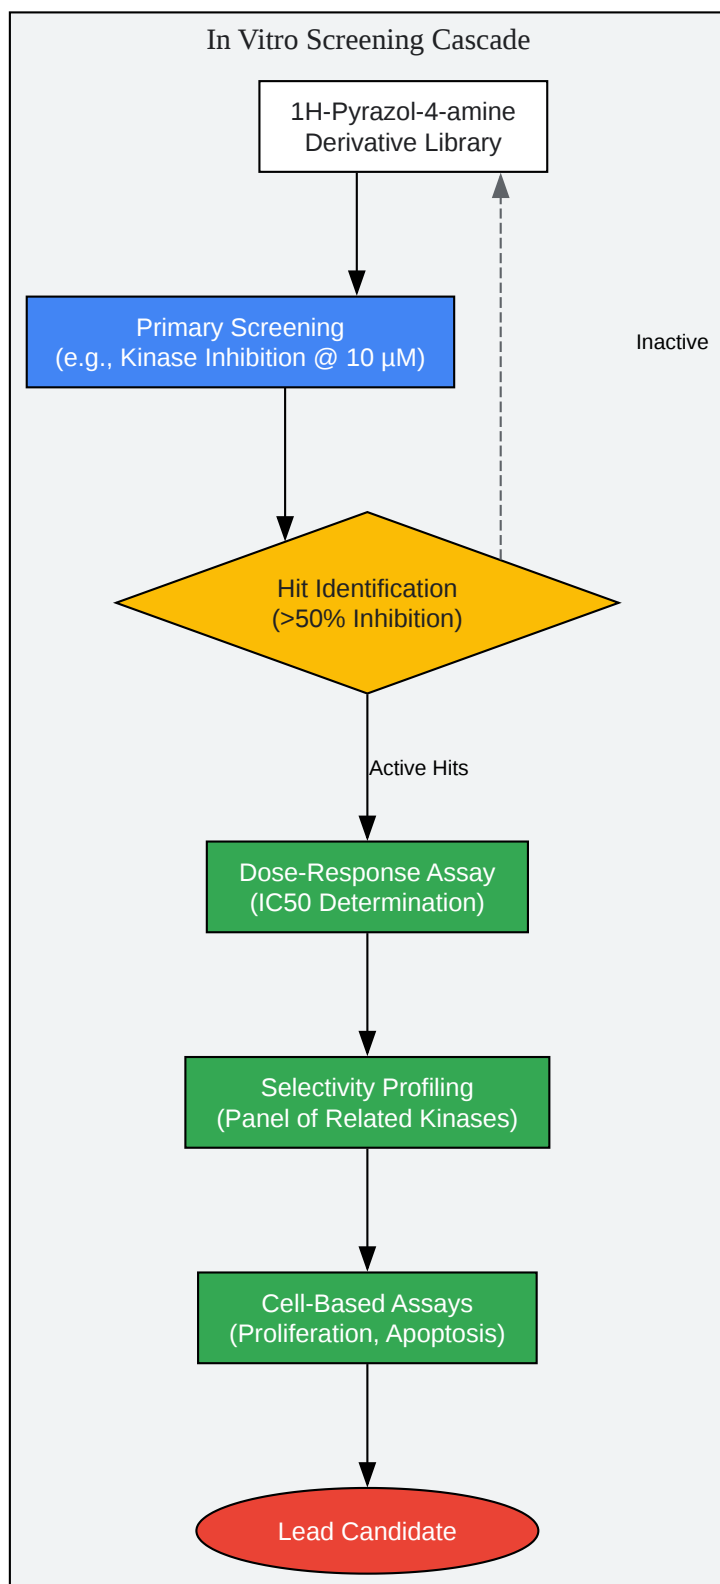 In Vitro Screening Cascade
1H-Pyrazol-4-amine
Derivative Library
Primary Screening
(e.g., Kinase Inhibition @ 10 µM)
Inactive
Hit Identification
(>50% Inhibition)
Active Hits
Dose-Response Assay
(IC50 Determination)
Selectivity Profiling
(Panel of Related Kinases)
Cell-Based Assays
(Proliferation, Apoptosis)
Lead Candidate